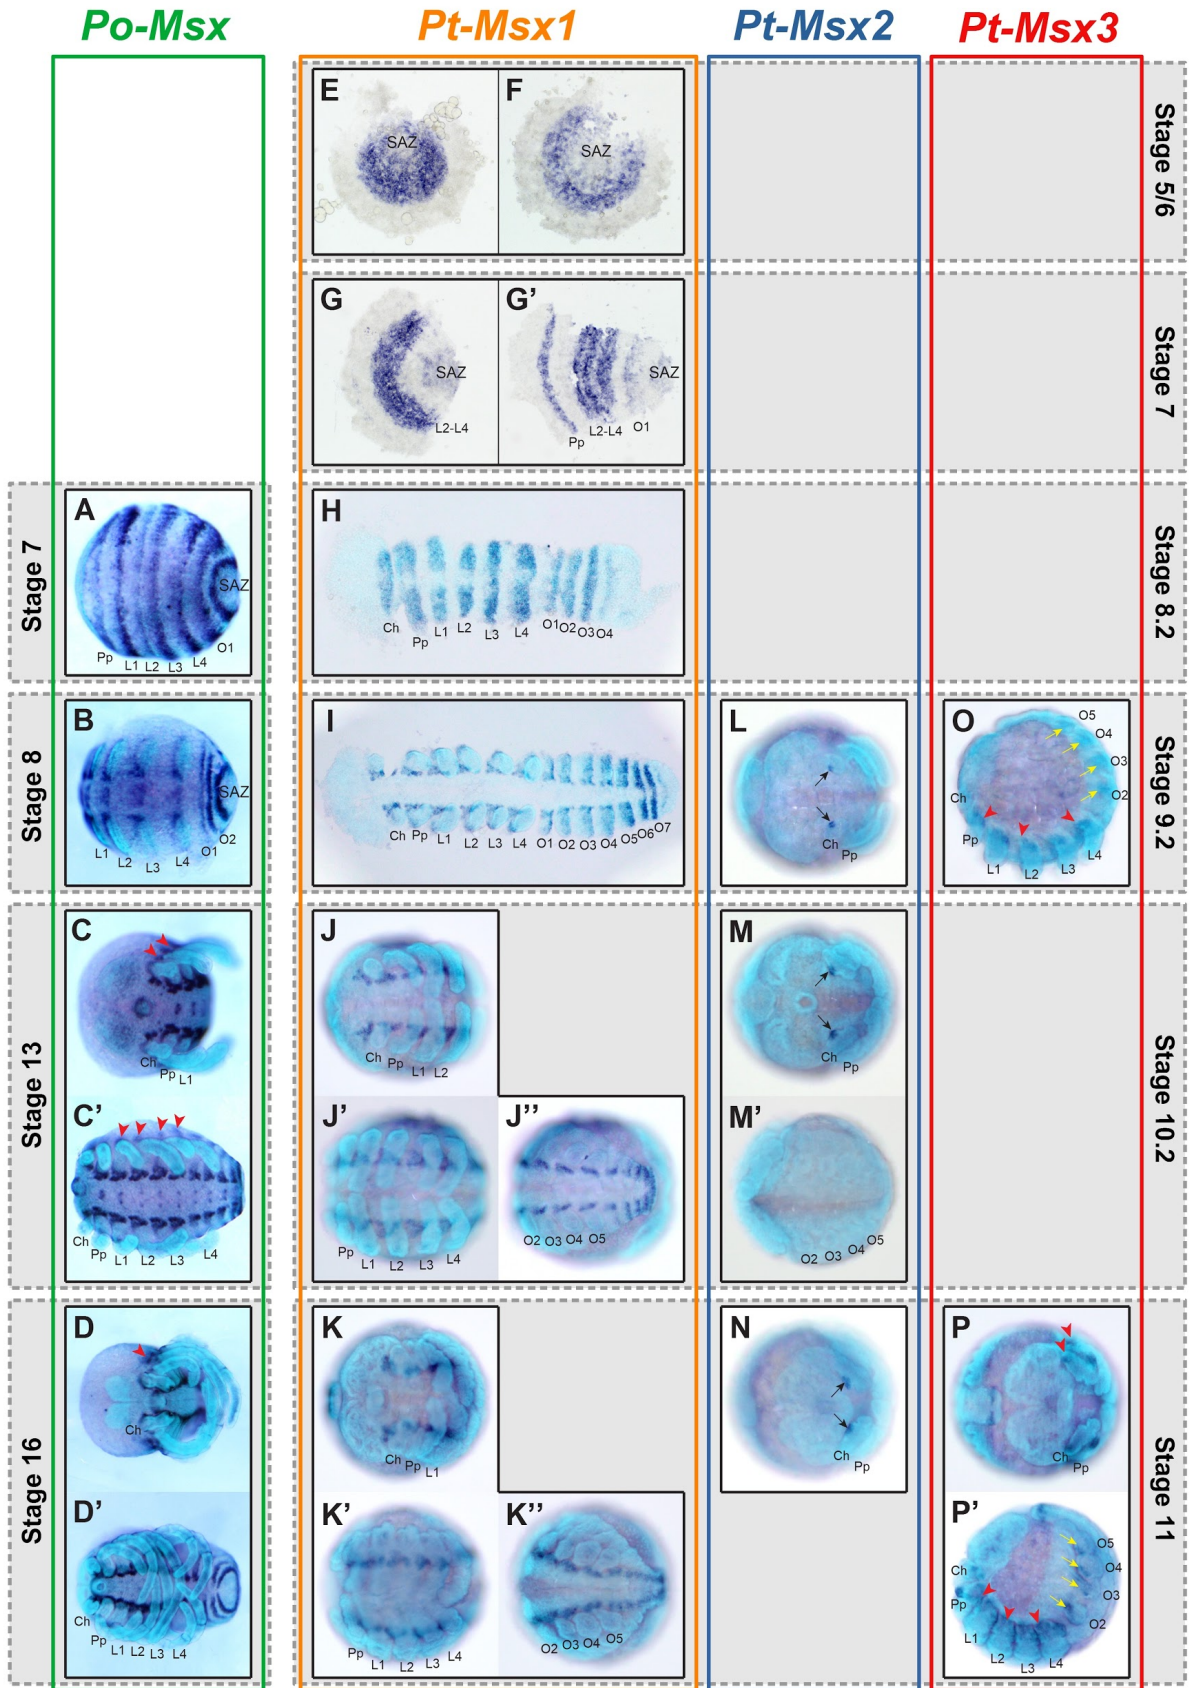 Po-Msx Pt-Msx1 Pt-Msx2 Pt-Msx3
E F
SAZ SAZ
Stage 5/6
G G’
SAZ SAZ
L2-L4 Pp L2-L4 O1
Stage 7
Stage 7
A
SAZ
Pp L1 L2 L3 L4 O1
H
Ch Pp L1 L2 L3 L4 O1 O2 O3 O4
Stage 8.2
Stage 8
B
SAZ
L1 L2 L3 L4 O1 O2
I
Ch Pp L1 L2 L3 L4 O1 O2 O3 O4 O5 O6 O7
L
Ch Pp
O
O5
O4
O3
O2
Ch
Pp
L1 L2 L3 L4
Stage 9.2
Stage 13
C
Ch Pp L1
C’
Ch Pp L1 L2 L3 L4
J
Ch Pp L1 L2
J’
Pp L1 L2 L3 L4
J’’
O2 O3 O4 O5
M
Ch Pp
M’
O2 O3 O4 O5
Stage 10.2
Stage 16
D
Ch
D’
Ch Pp L1 L2 L3 L4
K
Ch Pp L1
K’
Pp L1 L2 L3 L4
K’’
O2 O3 O4 O5
N
Ch Pp
P
Ch Pp
P’
O5
O4
O3
O2
Ch
Pp
L1 L2 L3 L4
Stage 11